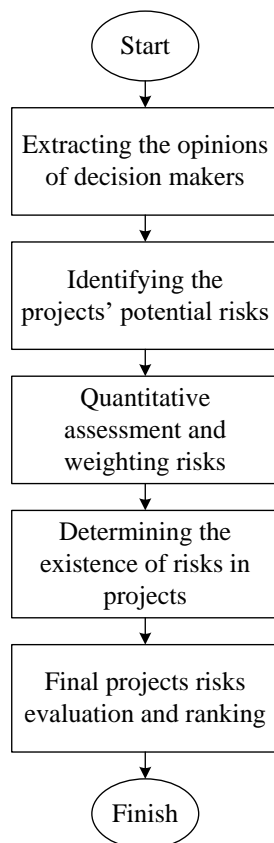 Start
Extracting the opinions
of decision makers
Identifying the
projects’ potential risks
Quantitative
assessment and
weighting risks
Determining the
existence of risks in
projects
Final projects risks
evaluation and ranking
Finish